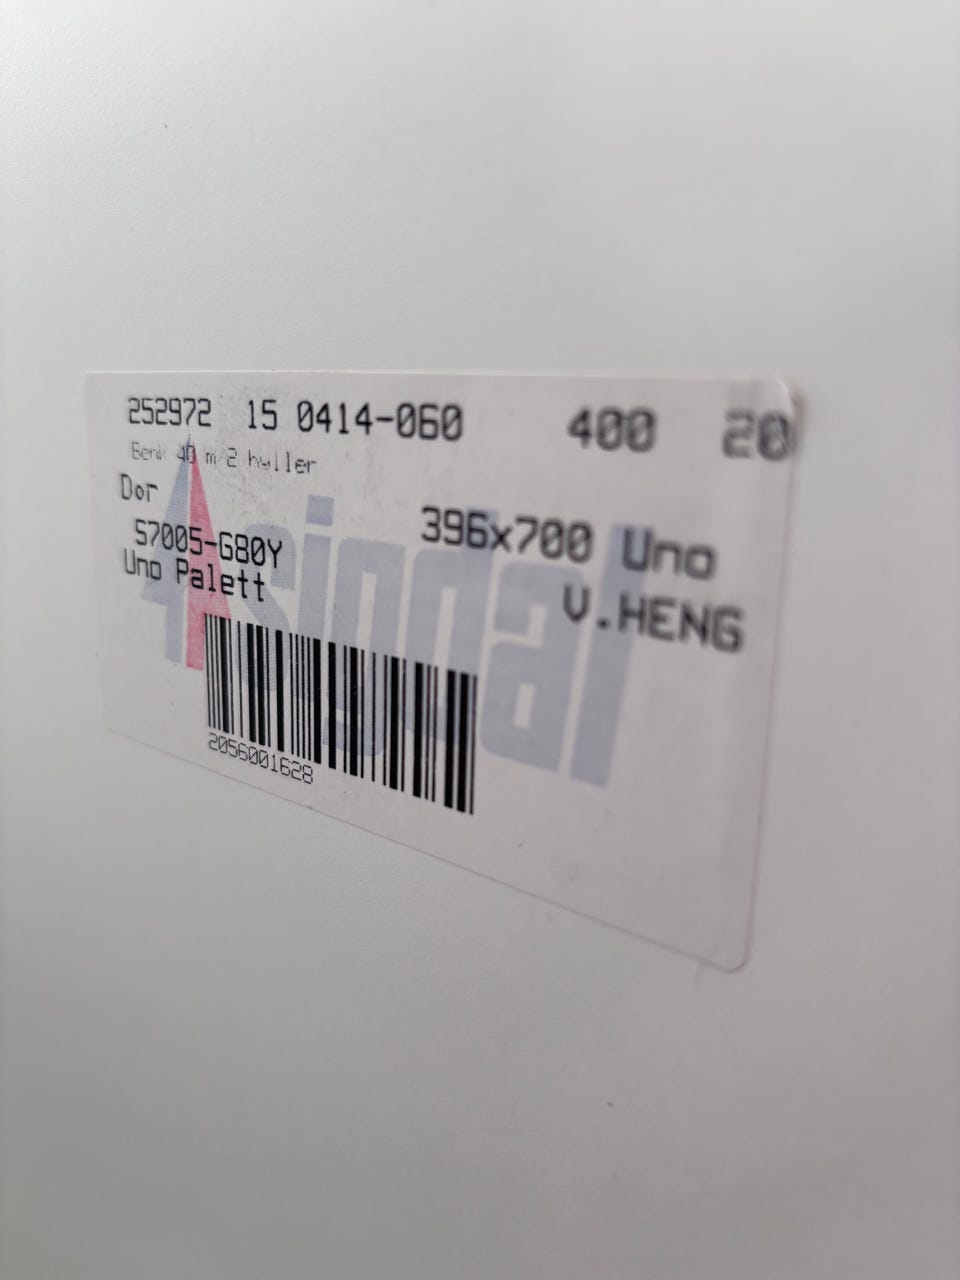 252972 15 0414-060 400 20
Benk 40 m/2 hyller
Dor 396x700 Uno
S7005-G80Y V.HENG
Uno Palett
signal
2056001628